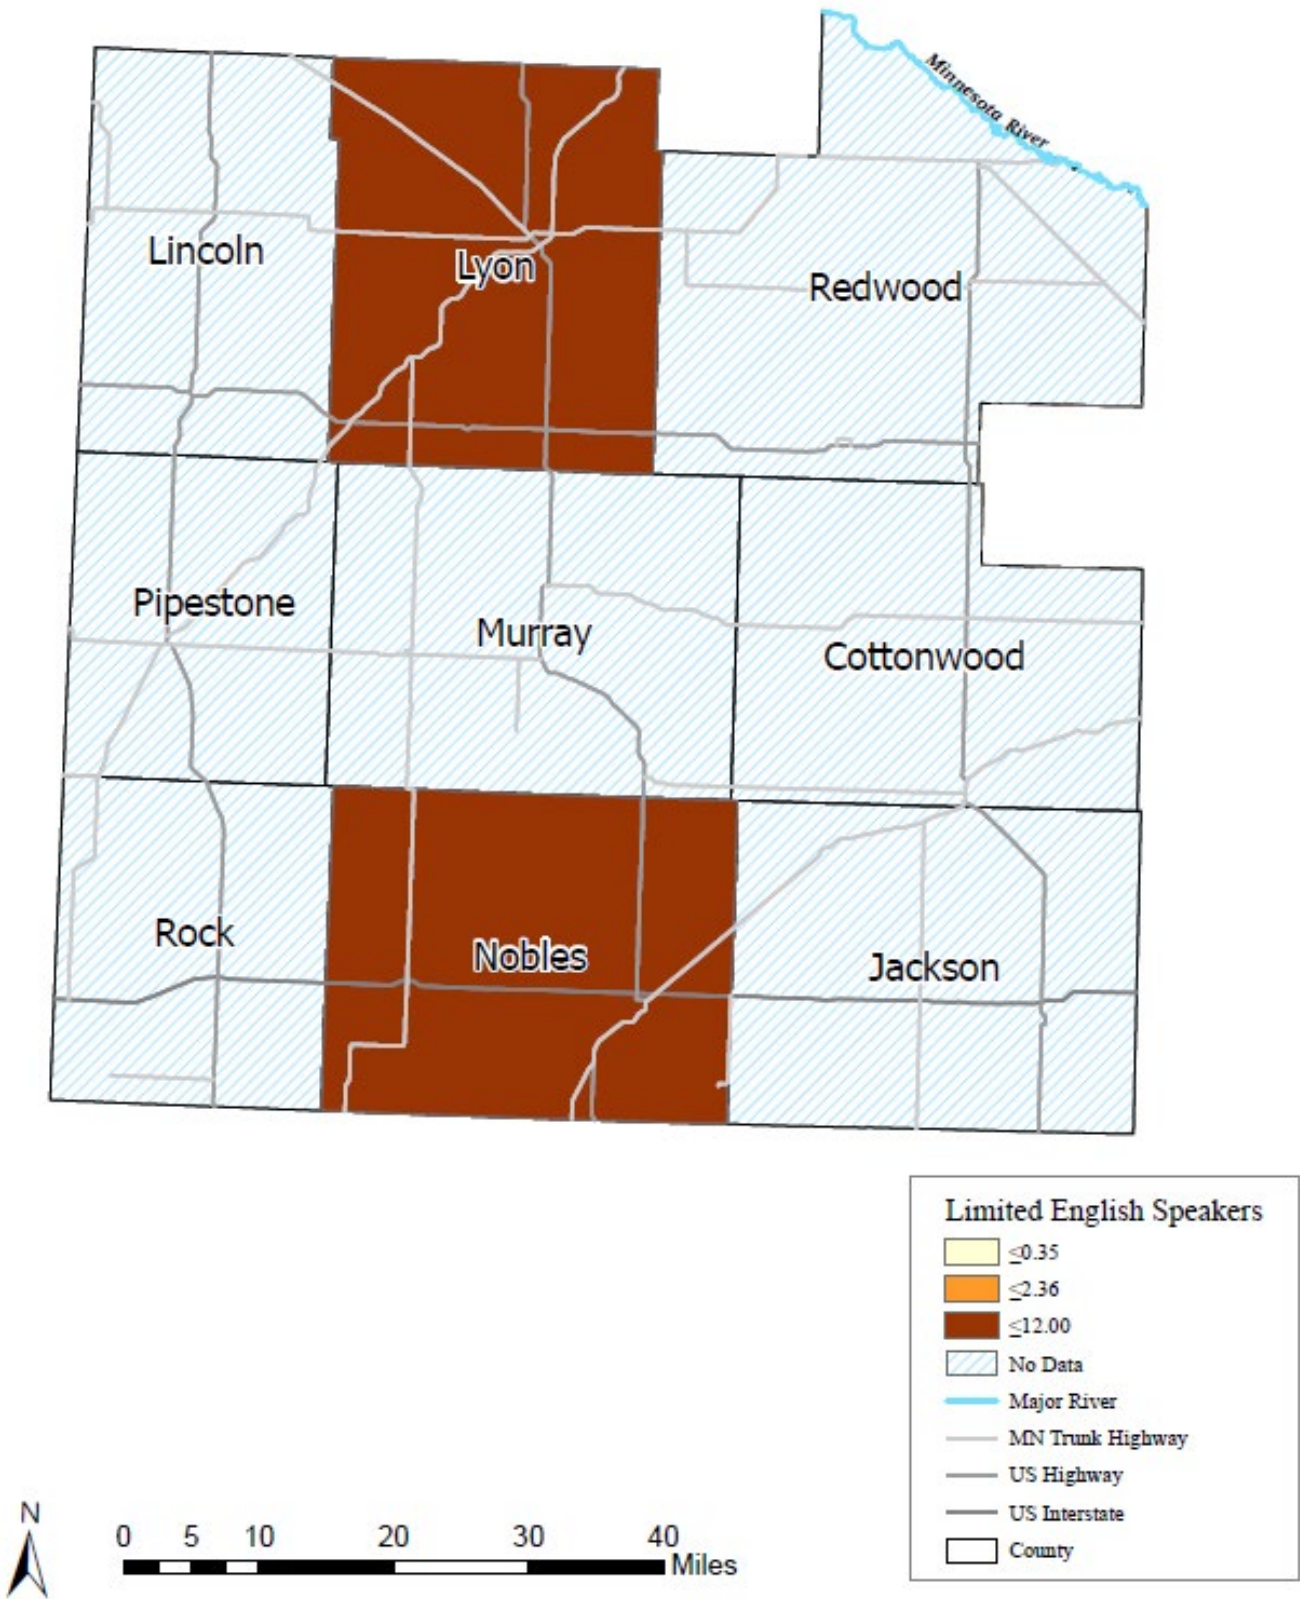 Minnesota River
Lincoln
Lyon
Redwood
Pipestone
Murray
Cottonwood
Rock
Nobles
Jackson
Limited English Speakers
≤0.35
≤2.36
≤12.00
No Data
Major River
MN Trunk Highway
US Highway
US Interstate
County
N
0 5 10 20 30 40
Miles